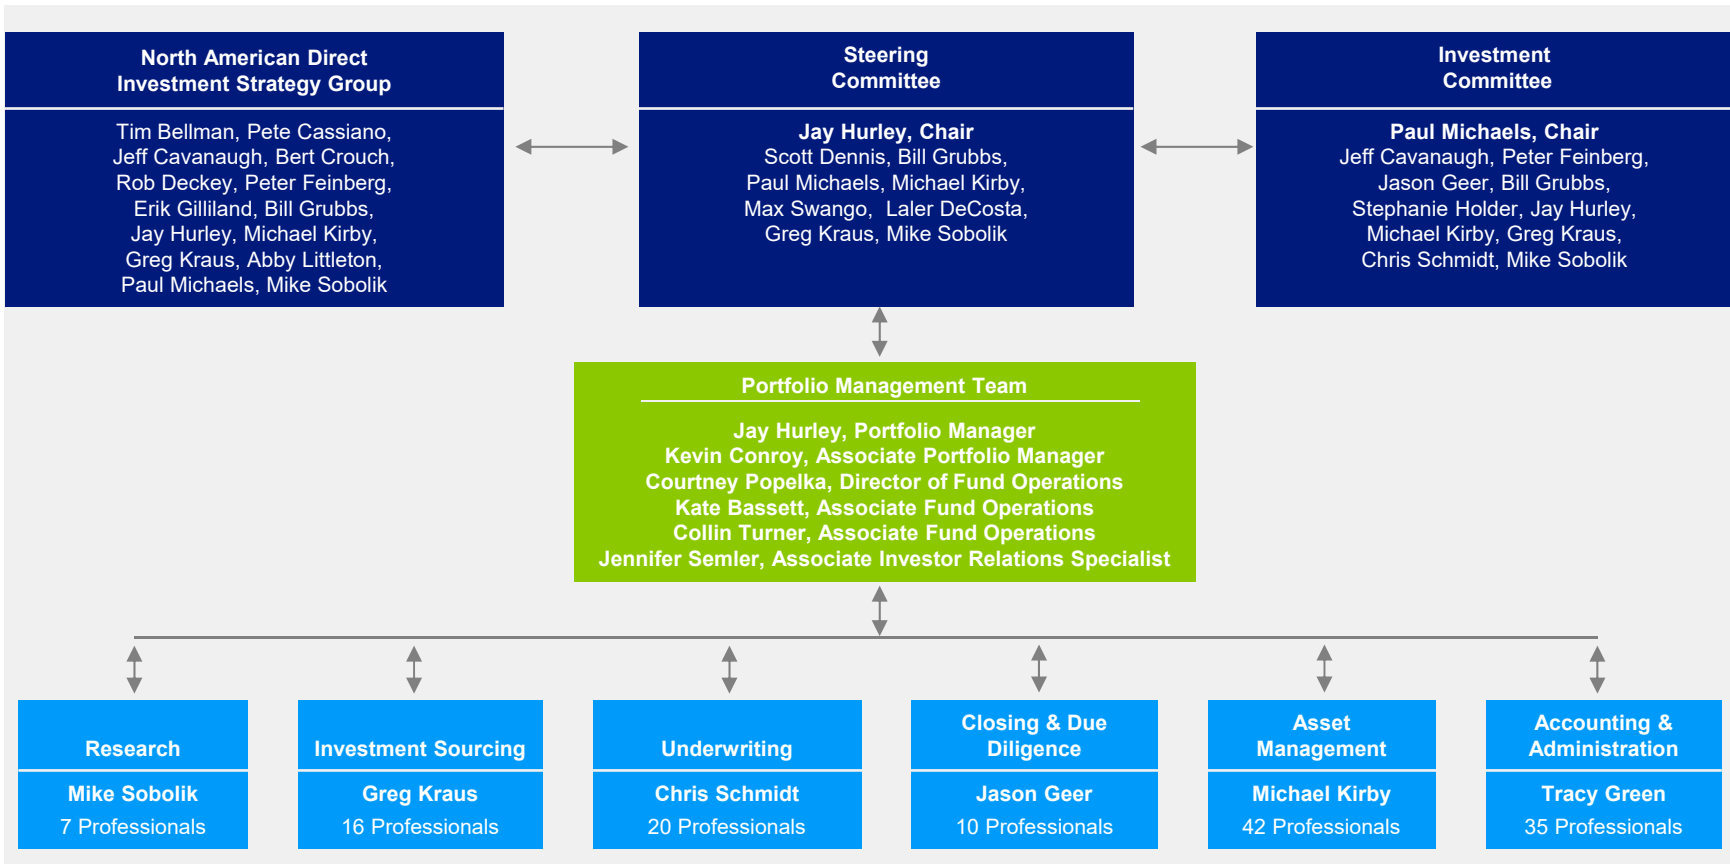 North American Direct
Investment Strategy Group
Tim Bellman, Pete Cassiano,
Jeff Cavanaugh, Bert Crouch,
Rob Deckey, Peter Feinberg,
Erik Gilliland, Bill Grubbs,
Jay Hurley, Michael Kirby,
Greg Kraus, Abby Littleton,
Paul Michaels, Mike Sobolik
Steering
Committee
Jay Hurley, Chair
Scott Dennis, Bill Grubbs,
Paul Michaels, Michael Kirby,
Max Swango, Laler DeCosta,
Greg Kraus, Mike Sobolik
Investment
Committee
Paul Michaels, Chair
Jeff Cavanaugh, Peter Feinberg,
Jason Geer, Bill Grubbs,
Stephanie Holder, Jay Hurley,
Michael Kirby, Greg Kraus,
Chris Schmidt, Mike Sobolik
Portfolio Management Team
Jay Hurley, Portfolio Manager
Kevin Conroy, Associate Portfolio Manager
Courtney Popelka, Director of Fund Operations
Kate Bassett, Associate Fund Operations
Collin Turner, Associate Fund Operations
Jennifer Semler, Associate Investor Relations Specialist
Research
Mike Sobolik
7 Professionals
Investment Sourcing
Greg Kraus
16 Professionals
Underwriting
Chris Schmidt
20 Professionals
Closing & Due
Diligence
Jason Geer
10 Professionals
Asset
Management
Michael Kirby
42 Professionals
Accounting &
Administration
Tracy Green
35 Professionals